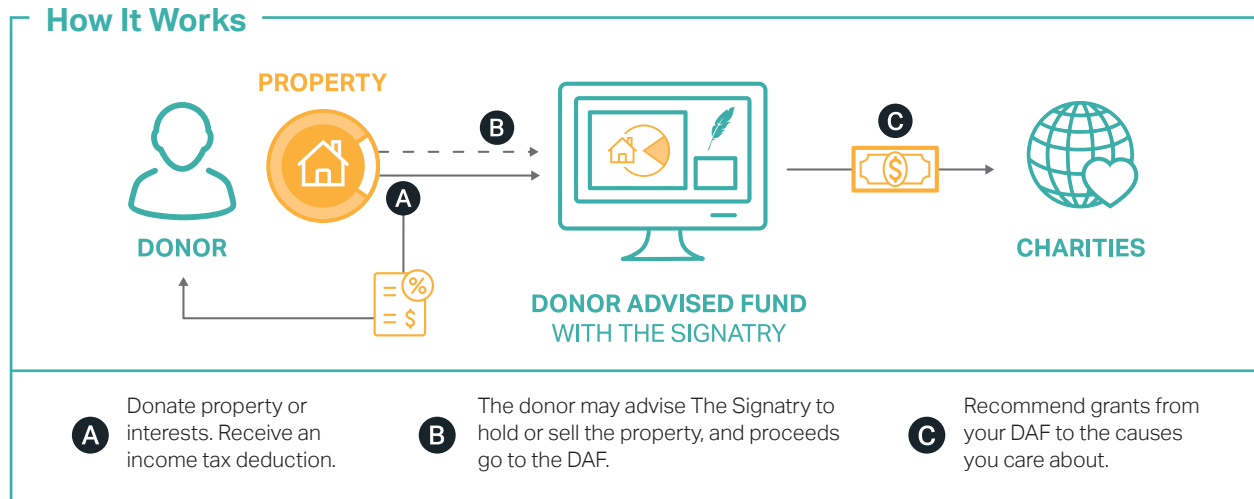 How It Works
PROPERTY
B
C
A
DONOR
%
$
$
CHARITIES
DONOR ADVISED FUND
WITH THE SIGNATRY
A
Donate property or
interests. Receive an
income tax deduction.
B
The donor may advise The Signatry to
hold or sell the property, and proceeds
go to the DAF.
C
Recommend grants from
your DAF to the causes
you care about.